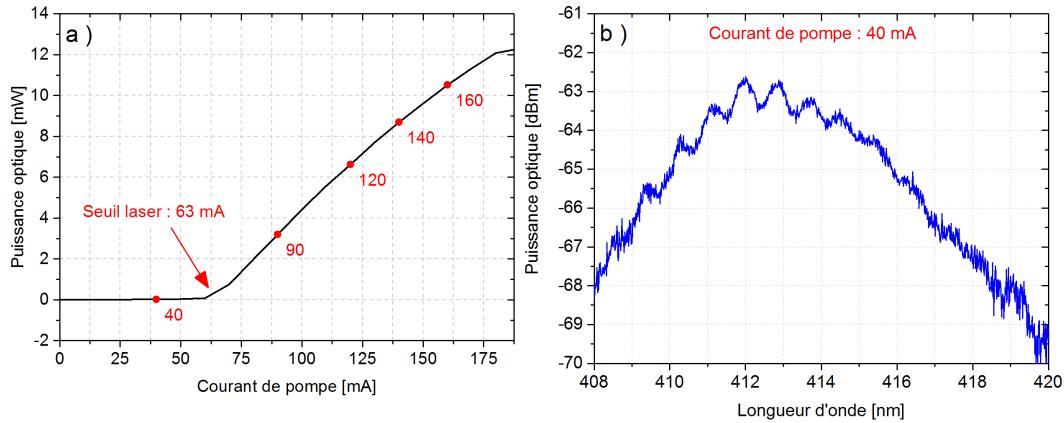 a )
14
12
10
8
6
4
2
0
-2
Puissance optique [mW]
Seuil laser : 63 mA
40
90
120
140
160
0 25 50 75 100 125 150 175
Courant de pompe [mA]
b )
Courant de pompe : 40 mA
-61
-62
-63
-64
-65
-66
-67
-68
-69
-70
Puissance optique [dBm]
408 410 412 414 416 418 420
Longueur d'onde [nm]